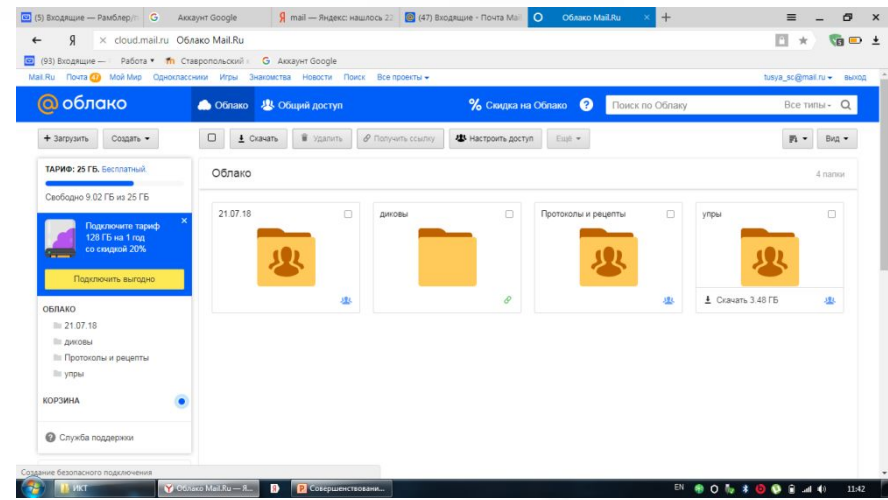 (5) Входящие — Рамблер/п
Аккаунт Google
mail — Яндекс: нашлось 22
(47) Входящие - Почта Mail
Облако Mail.Ru
cloud.mail.ru Облако Mail.Ru
(93) Входящие —
Работа
Ставропольский
Аккаунт Google
Mail.Ru Почта 47 Мой Мир Одноклассники Игры Знакомства Новости Поиск Все проекты
tusya_sc@mail.ru выход
облако
Облако
Общий доступ
% Скидка на Облако
?
Поиск по Облаку
Все типы
+ Загрузить
Создать
Скачать
Удалить
Получить ссылку
Настроить доступ
Ещё
Вид
ТАРИФ: 25 ГБ. Бесплатный.
Свободно 9.02 ГБ из 25 ГБ
Подключите тариф
128 ГБ на 1 год
со скидкой 20%
Подключить выгодно
ОБЛАКО
21.07.18
диковы
Протоколы и рецепты
упры
КОРЗИНА
Служба поддержки
Облако
4 папки
21.07.18
диковы
Протоколы и рецепты
упры
Скачать 3.48 ГБ
Создание безопасного подключения
ИКТ
Облако Mail.Ru — Я...
Совершенствовани...
EN
11:42